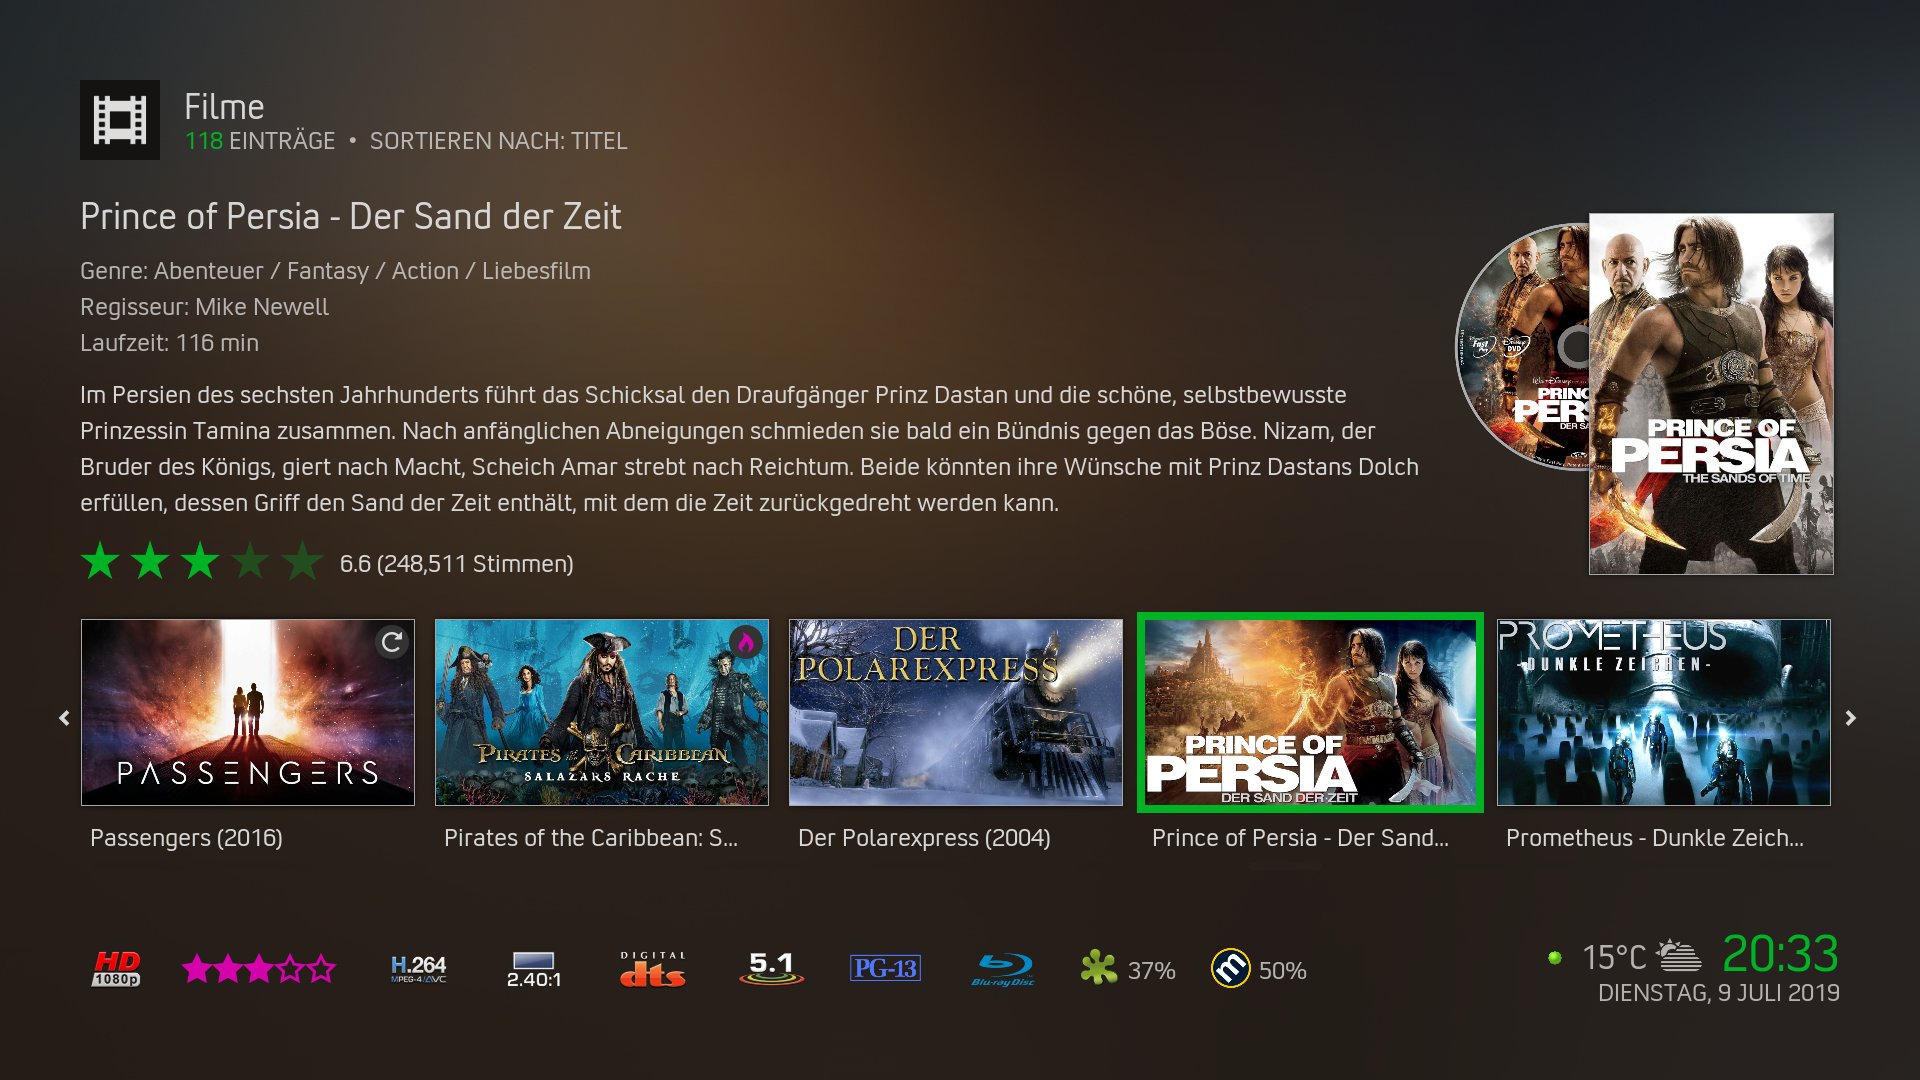 Filme
118 EINTRÄGE • SORTIEREN NACH: TITEL
Prince of Persia - Der Sand der Zeit
Genre: Abenteuer / Fantasy / Action / Liebesfilm
Regisseur: Mike Newell
Laufzeit: 116 min
Im Persien des sechsten Jahrhunderts führt das Schicksal den Draufgänger Prinz Dastan und die schöne, selbstbewusste
Prinzessin Tamina zusammen. Nach anfänglichen Abneigungen schmieden sie bald ein Bündnis gegen das Böse. Nizam, der
Bruder des Königs, giert nach Macht, Scheich Amar strebt nach Reichtum. Beide könnten ihre Wünsche mit Prinz Dastans Dolch
erfüllen, dessen Griff den Sand der Zeit enthält, mit dem die Zeit zurückgedreht werden kann.
6.6 (248,511 Stimmen)
PRINCE OF
PERSIA
THE SANDS OF TIME
PASSENGERS
PIRATES OF THE CARIBBEAN
SALAZARS RACHE
DER
POLAREXPRESS
PRINCE OF
PERSIA
DER SAND DER ZEIT
PROMETHEUS
-DUNKLE ZEICHEN-
Passengers (2016)
Pirates of the Caribbean: S...
Der Polarexpress (2004)
Prince of Persia - Der Sand...
Prometheus - Dunkle Zeich...
HD
1080p
H.264
MPEG-4/AVC
2.40:1
DIGITAL
dts
5.1
PG-13
Blu-ray Disc
37%
m
50%
15°C
20:33
DIENSTAG, 9 JULI 2019